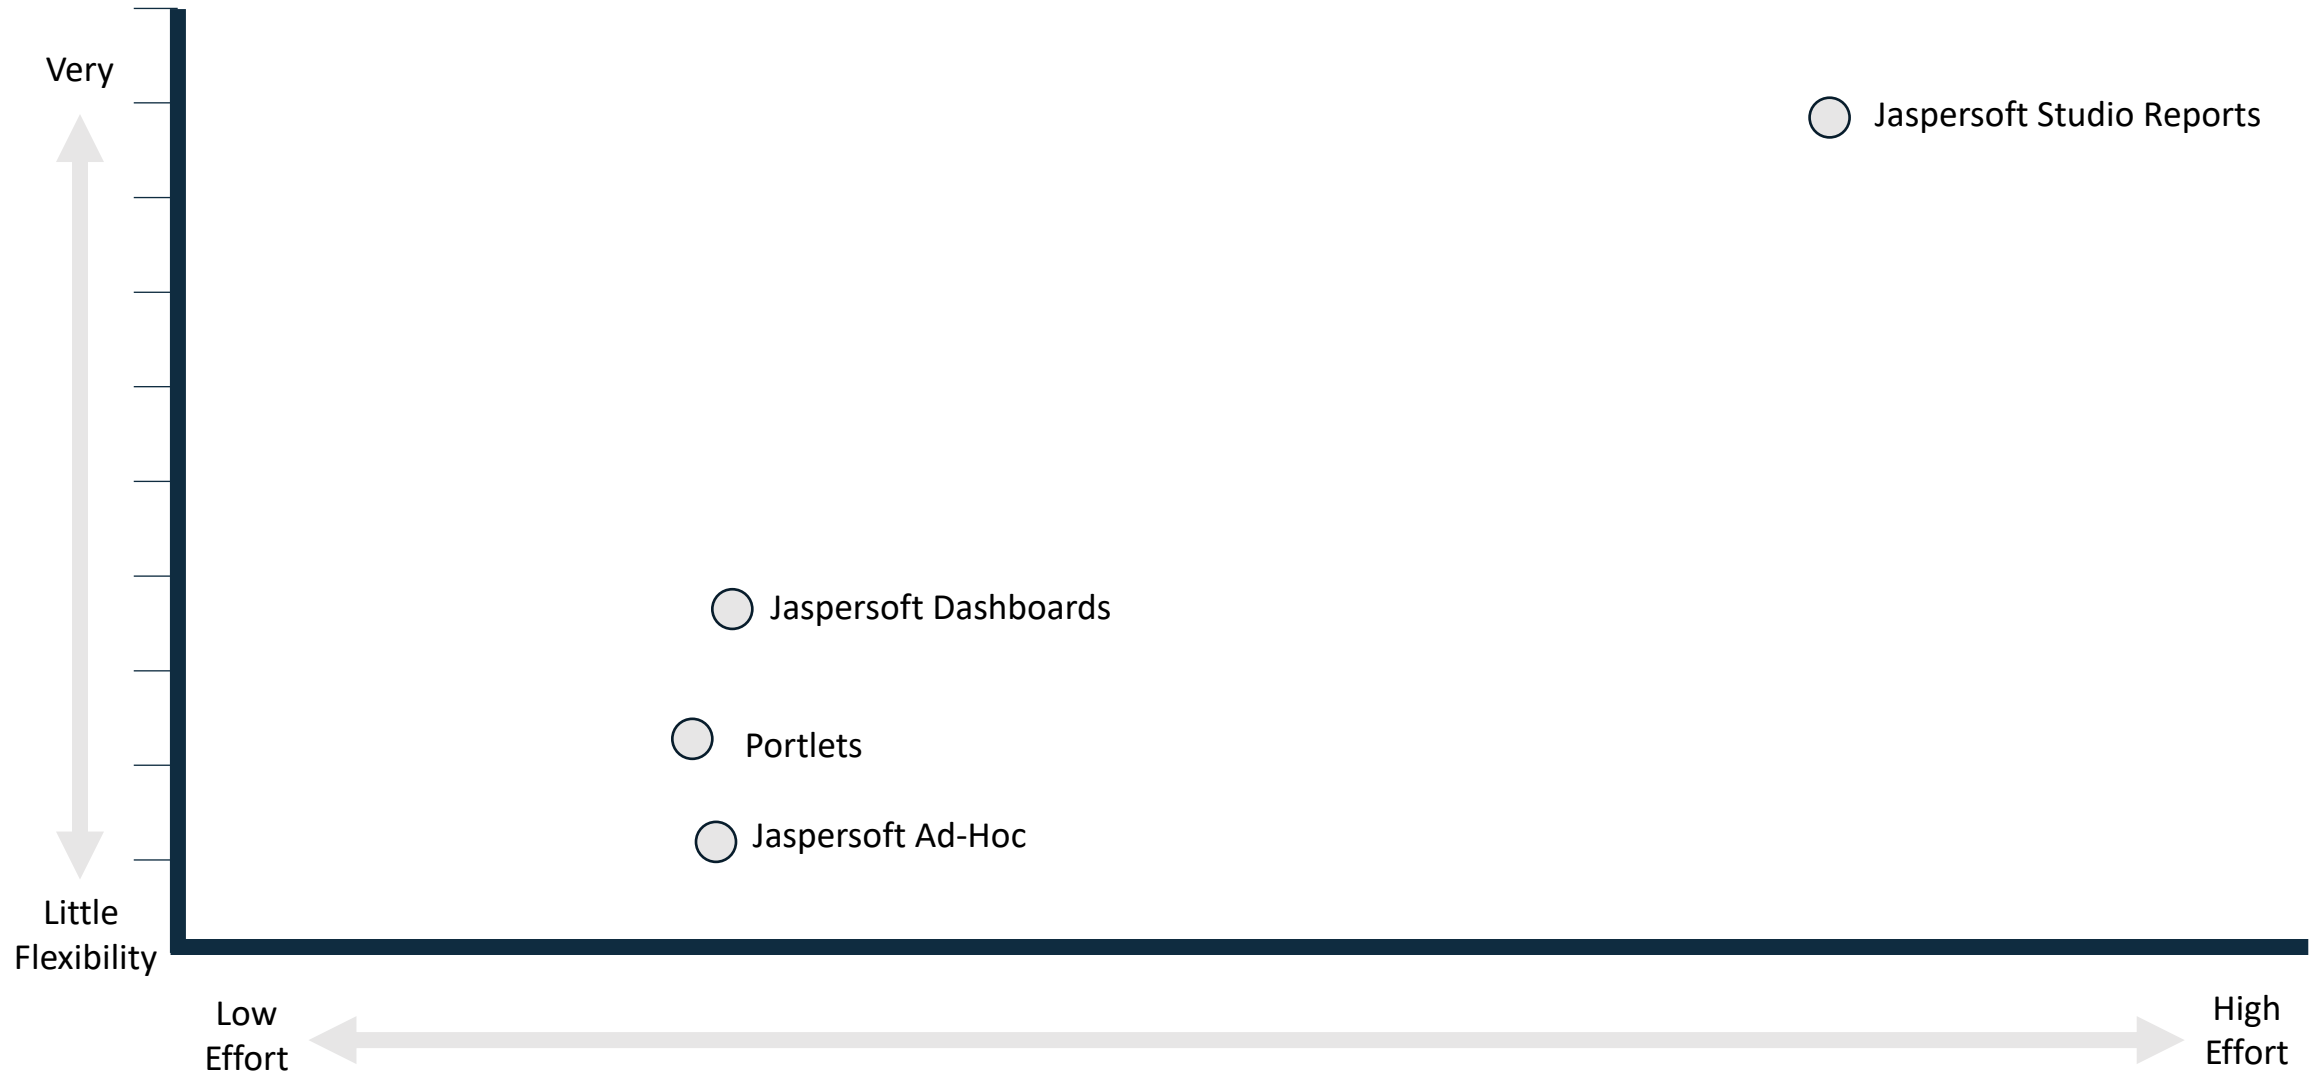 Very
Jaspersoft Studio Reports
Jaspersoft Dashboards
Portlets
Jaspersoft Ad-Hoc
Little
Flexibility
Low
Effort
High
Effort